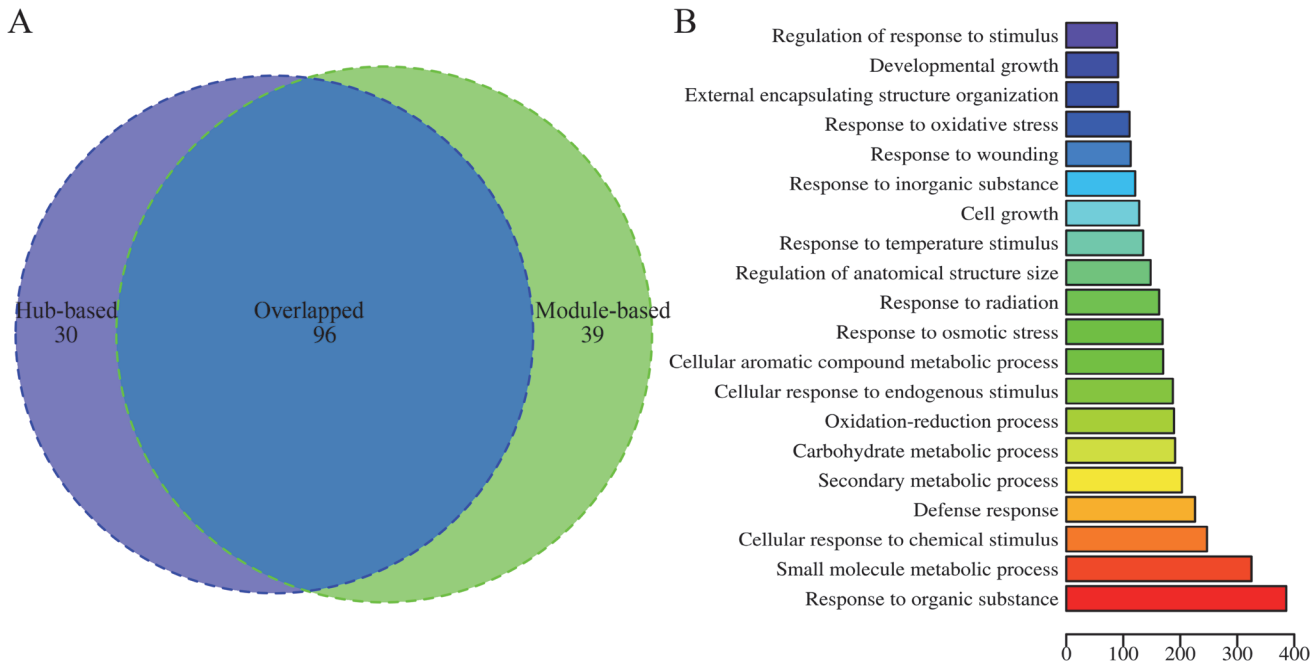 A
Hub-based
30
Overlapped
96
Module-based
39
B
Regulation of response to stimulus
Developmental growth
External encapsulating structure organization
Response to oxidative stress
Response to wounding
Response to inorganic substance
Cell growth
Response to temperature stimulus
Regulation of anatomical structure size
Response to radiation
Response to osmotic stress
Cellular aromatic compound metabolic process
Cellular response to endogenous stimulus
Oxidation-reduction process
Carbohydrate metabolic process
Secondary metabolic process
Defense response
Cellular response to chemical stimulus
Small molecule metabolic process
Response to organic substance
0 100 200 300 400